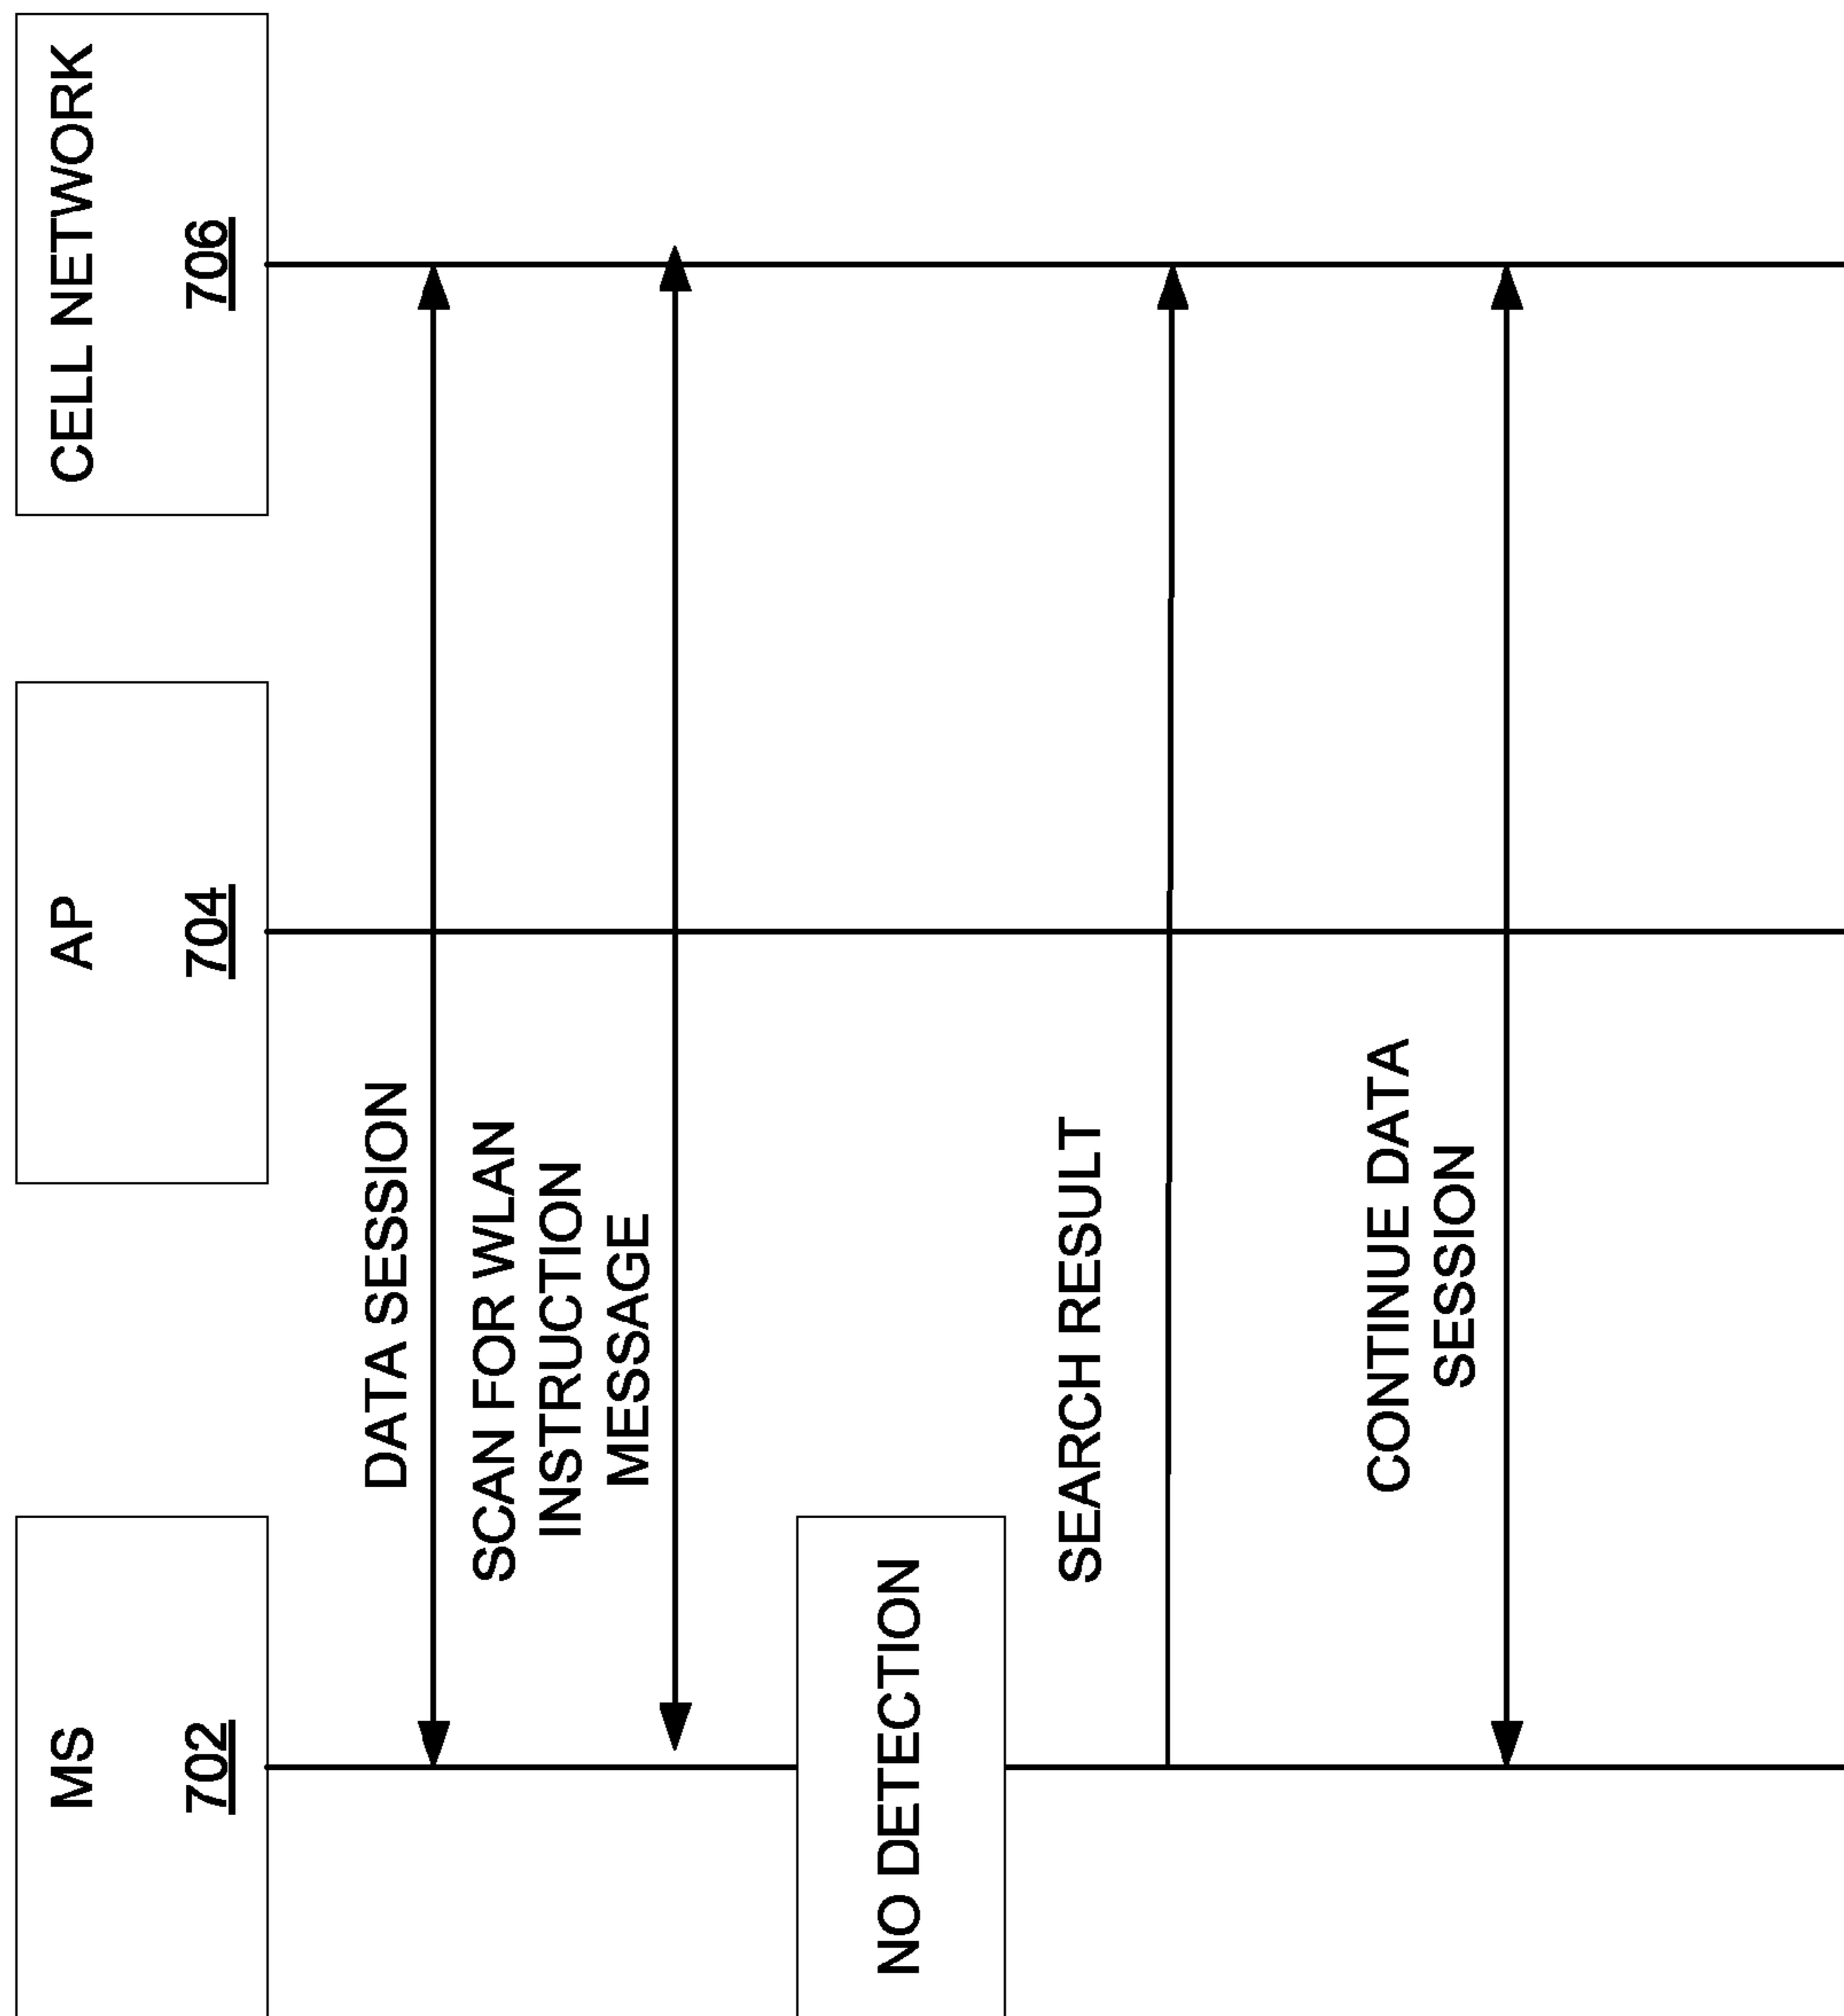 MS
702
AP
704
CELL NETWORK
706
DATA SESSION
SCAN FOR WLAN
INSTRUCTION
MESSAGE
NO DETECTION
SEARCH RESULT
CONTINUE DATA
SESSION